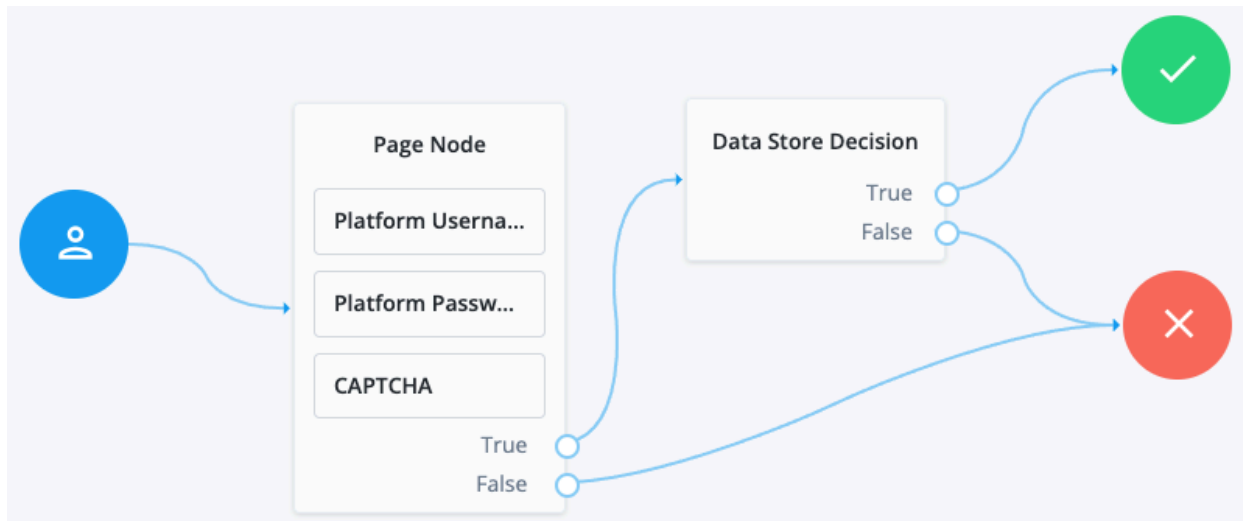 Page Node
Platform Userna...
Platform Passw...
CAPTCHA
True
False
Data Store Decision
True
False